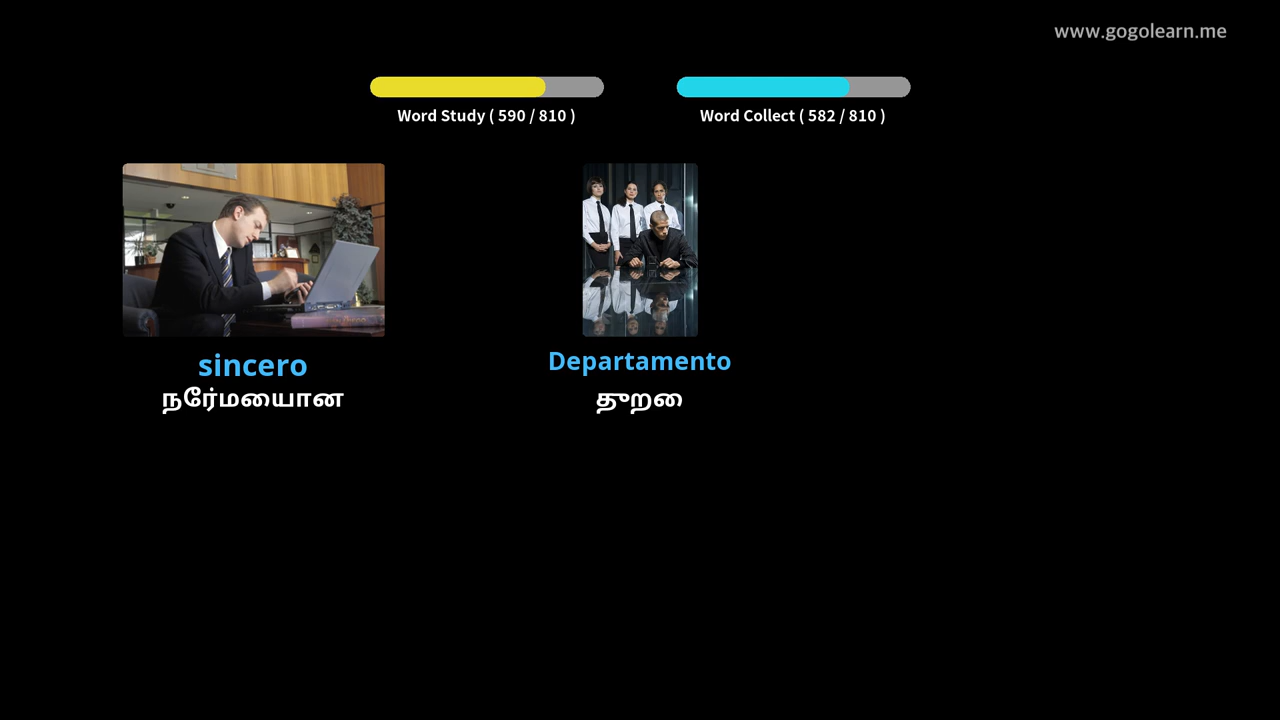 www.gogolearn.me
Word Study ( 590 / 810 )
Word Collect ( 582 / 810 )
sincero
நேர்மையான
Departamento
துறை